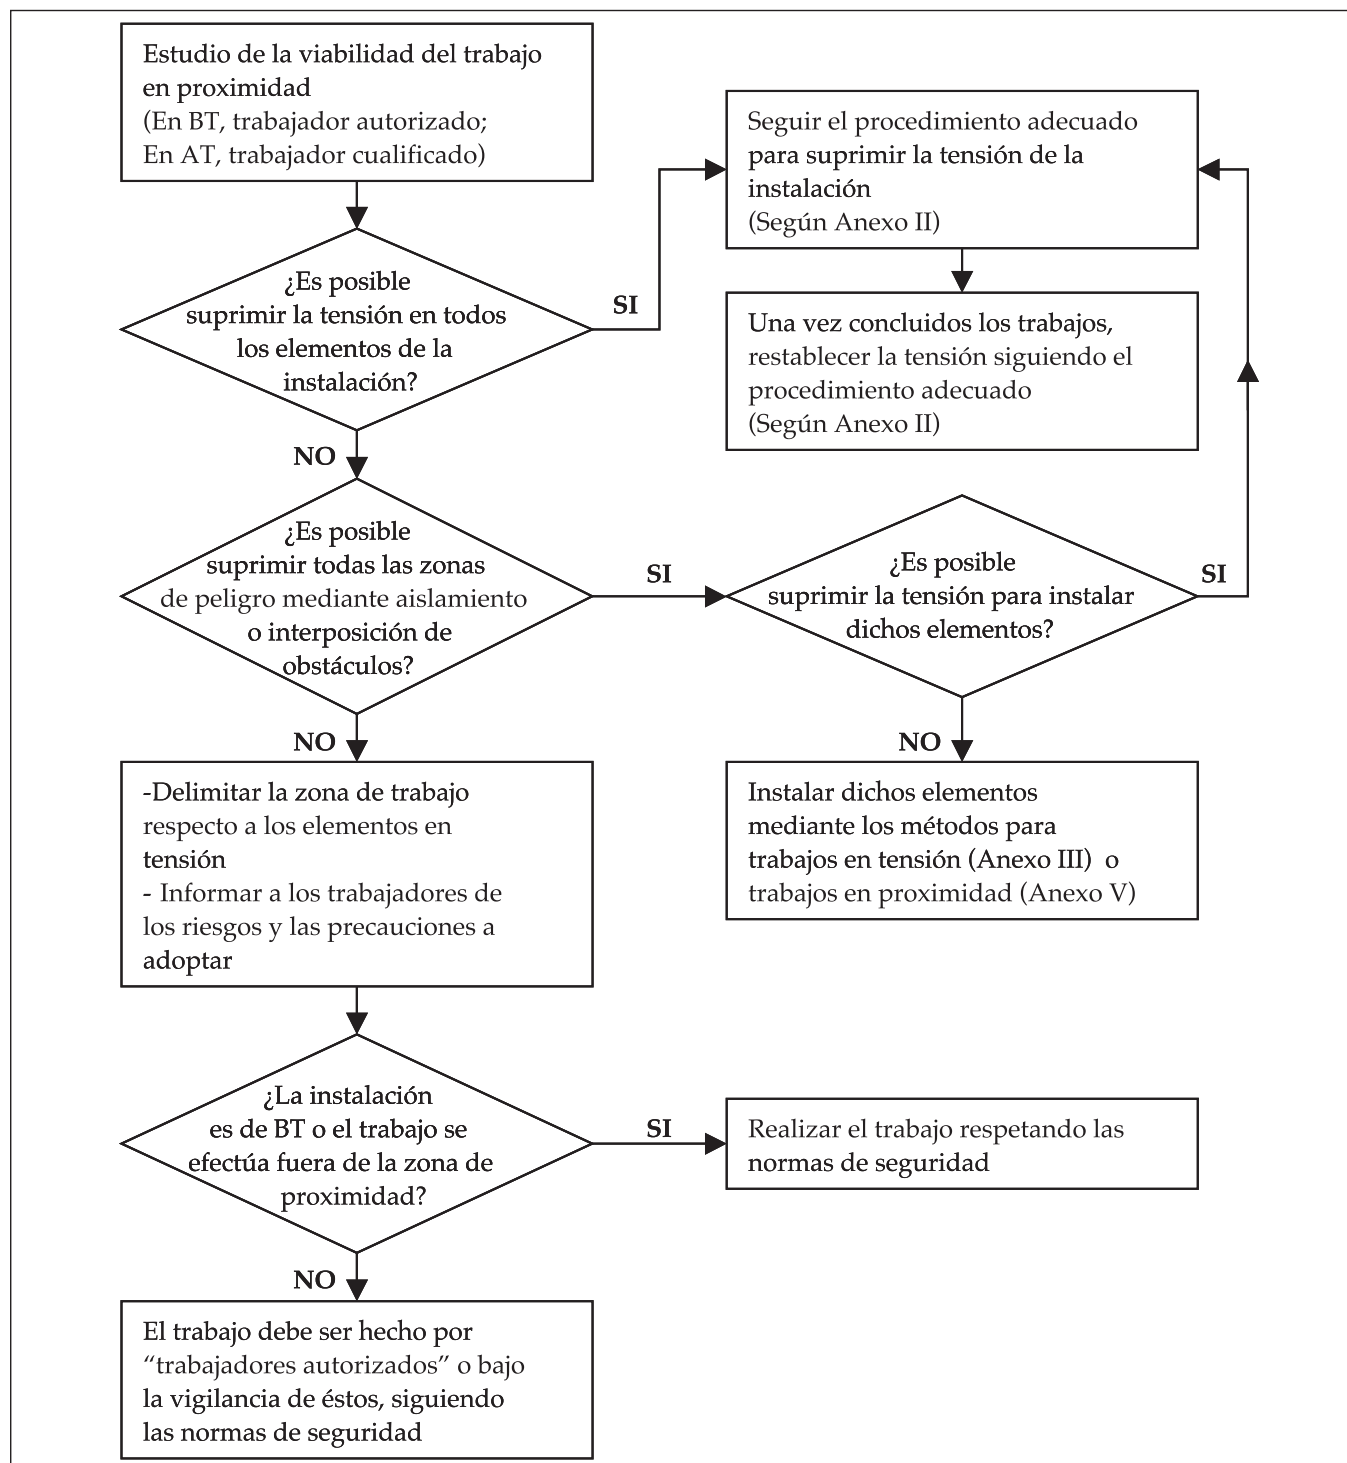 Estudio de la viabilidad del trabajo
en proximidad
(En BT, trabajador autorizado;
En AT, trabajador cualificado)
Seguir el procedimiento adecuado
para suprimir la tensión de la
instalación
(Según Anexo II)
¿Es posible
suprimir la tensión en todos
los elementos de la
instalación?
SI
Una vez concluidos los trabajos,
restablecer la tensión siguiendo el
procedimiento adecuado
(Según Anexo II)
NO
¿Es posible
suprimir todas las zonas
de peligro mediante aislamiento
o interposición de
obstáculos?
SI
¿Es posible
suprimir la tensión para instalar
dichos elementos?
SI
NO
NO
-Delimitar la zona de trabajo
respecto a los elementos en
tensión
- Informar a los trabajadores de
los riesgos y las precauciones a
adoptar
Instalar dichos elementos
mediante los métodos para
trabajos en tensión (Anexo III) o
trabajos en proximidad (Anexo V)
¿La instalación
es de BT o el trabajo se
efectúa fuera de la zona de
proximidad?
SI
Realizar el trabajo respetando las
normas de seguridad
NO
El trabajo debe ser hecho por
“trabajadores autorizados” o bajo
la vigilancia de éstos, siguiendo
las normas de seguridad